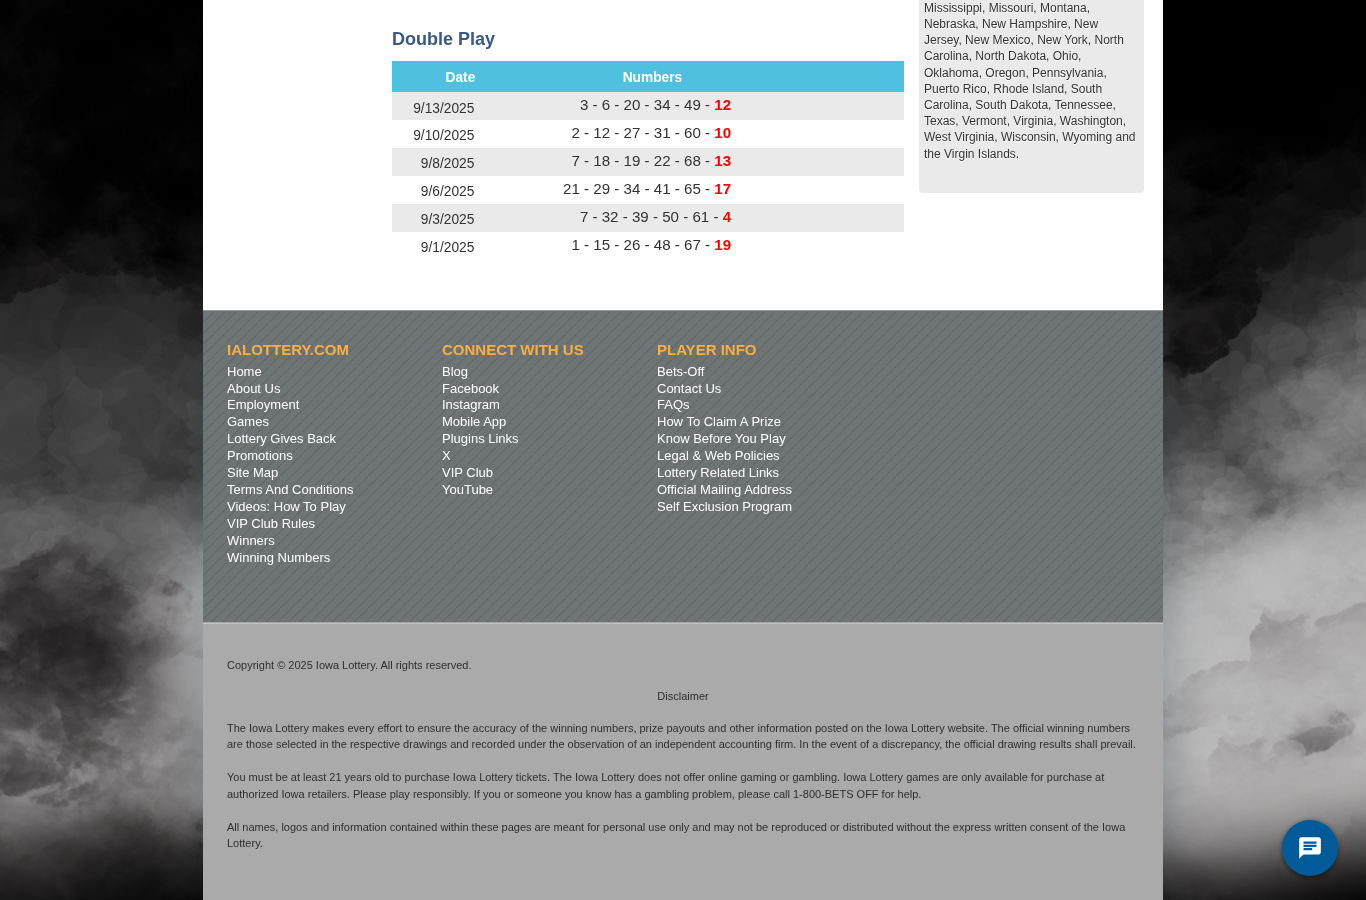 Double Play
Date Numbers
9/13/2025 3 - 6 - 20 - 34 - 49 - 12
9/10/2025 2 - 12 - 27 - 31 - 60 - 10
9/8/2025 7 - 18 - 19 - 22 - 68 - 13
9/6/2025 21 - 29 - 34 - 41 - 65 - 17
9/3/2025 7 - 32 - 39 - 50 - 61 - 4
9/1/2025 1 - 15 - 26 - 48 - 67 - 19
Mississippi, Missouri, Montana,
Nebraska, New Hampshire, New
Jersey, New Mexico, New York, North
Carolina, North Dakota, Ohio,
Oklahoma, Oregon, Pennsylvania,
Puerto Rico, Rhode Island, South
Carolina, South Dakota, Tennessee,
Texas, Vermont, Virginia, Washington,
West Virginia, Wisconsin, Wyoming and
the Virgin Islands.
IALOTTERY.COM
Home
About Us
Employment
Games
Lottery Gives Back
Promotions
Site Map
Terms And Conditions
Videos: How To Play
VIP Club Rules
Winners
Winning Numbers
CONNECT WITH US
Blog
Facebook
Instagram
Mobile App
Plugins Links
X
VIP Club
YouTube
PLAYER INFO
Bets-Off
Contact Us
FAQs
How To Claim A Prize
Know Before You Play
Legal & Web Policies
Lottery Related Links
Official Mailing Address
Self Exclusion Program
Copyright © 2025 Iowa Lottery. All rights reserved.
Disclaimer
The Iowa Lottery makes every effort to ensure the accuracy of the winning numbers, prize payouts and other information posted on the Iowa Lottery website. The official winning numbers
are those selected in the respective drawings and recorded under the observation of an independent accounting firm. In the event of a discrepancy, the official drawing results shall prevail.
You must be at least 21 years old to purchase Iowa Lottery tickets. The Iowa Lottery does not offer online gaming or gambling. Iowa Lottery games are only available for purchase at
authorized Iowa retailers. Please play responsibly. If you or someone you know has a gambling problem, please call 1-800-BETS OFF for help.
All names, logos and information contained within these pages are meant for personal use only and may not be reproduced or distributed without the express written consent of the Iowa
Lottery.